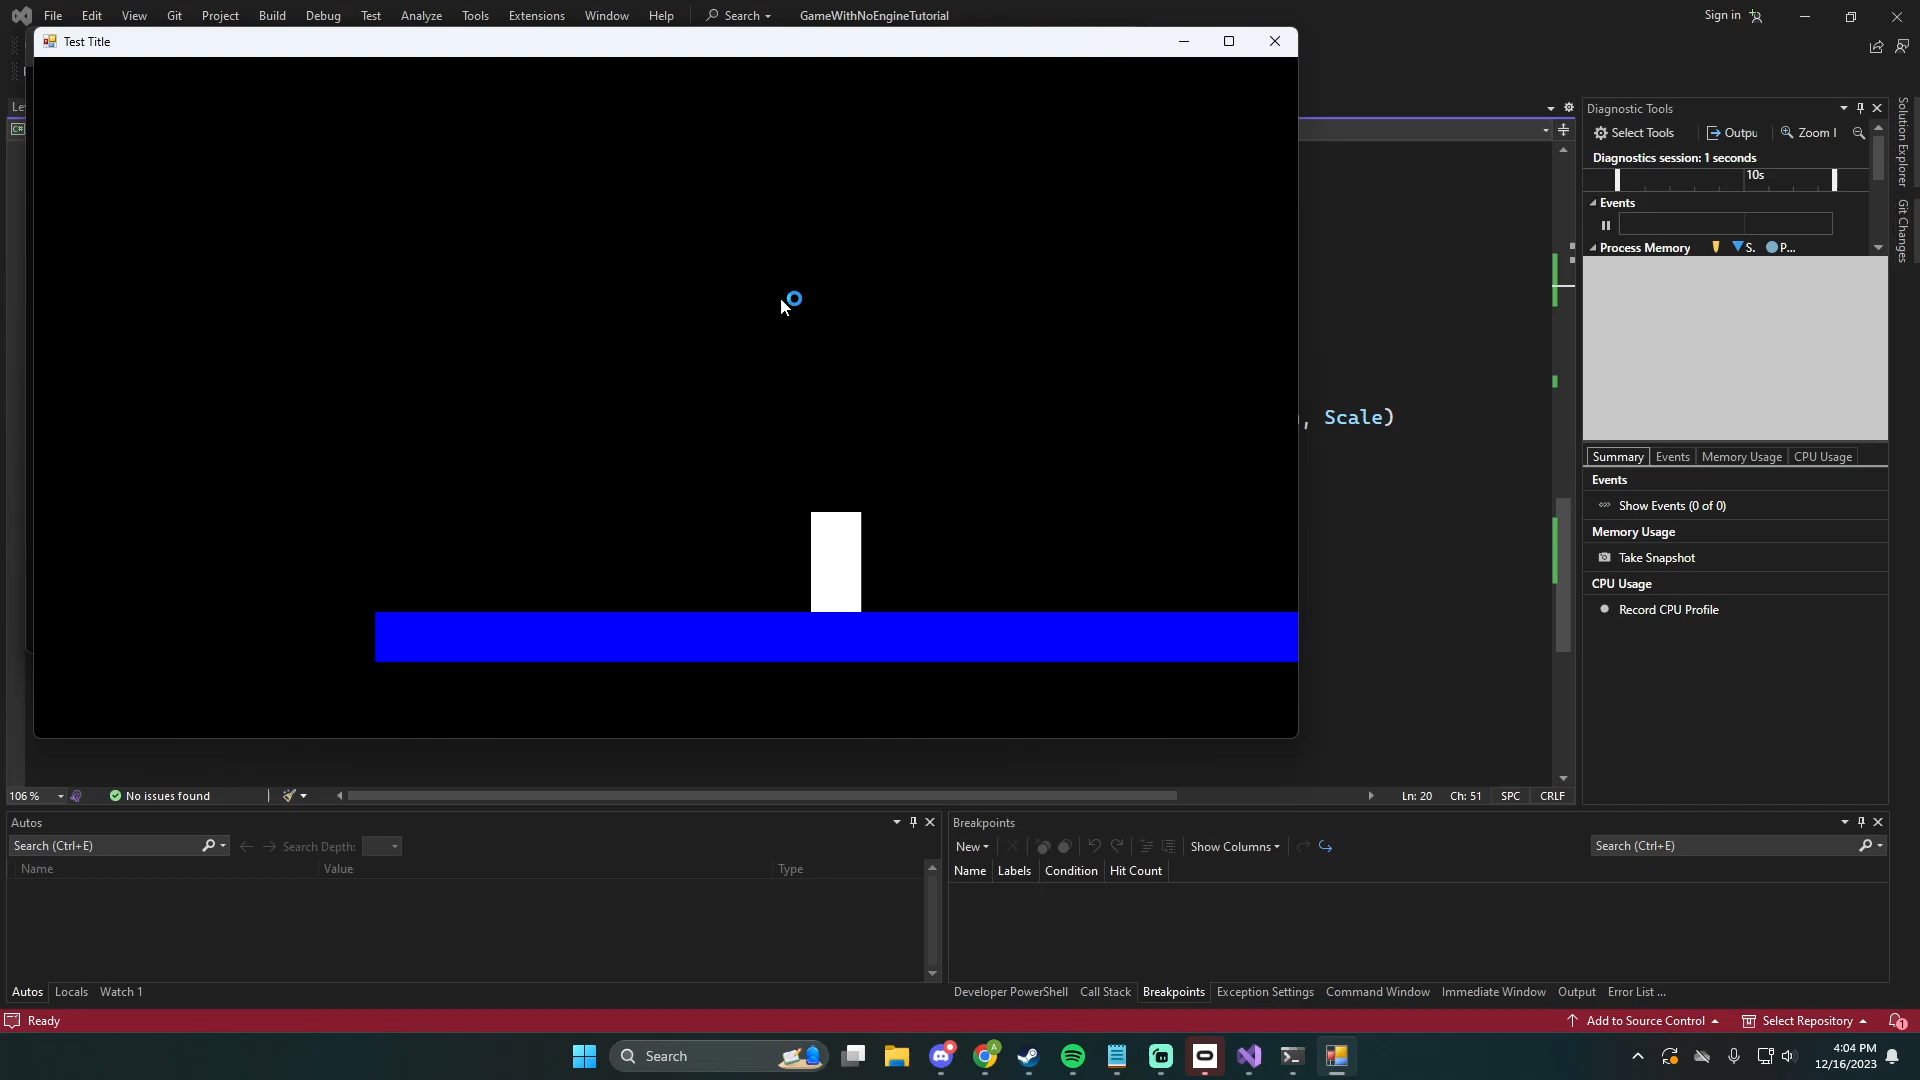 File Edit View Git Project Build Debug Test Analyze Tools Extensions Window Help Search GameWithNoEngineTutorial Sign in
Test Title
Diagnostic Tools
Select Tools Outpu Zoom I
Diagnostics session: 1 seconds
10s
Events
Process Memory S. P...
, Scale)
Summary Events Memory Usage CPU Usage
Events
Show Events (0 of 0)
Memory Usage
Take Snapshot
CPU Usage
Record CPU Profile
Solution Explorer
Git Changes
106 % No issues found Ln: 20 Ch: 51 SPC CRLF
Autos
Search (Ctrl+E) Search Depth:
Name Value Type
Autos Locals Watch 1
Breakpoints
New Show Columns Search (Ctrl+E)
Name Labels Condition Hit Count
Developer PowerShell Call Stack Breakpoints Exception Settings Command Window Immediate Window Output Error List ...
Ready Add to Source Control Select Repository 1
Search A 4:04 PM
12/16/2023